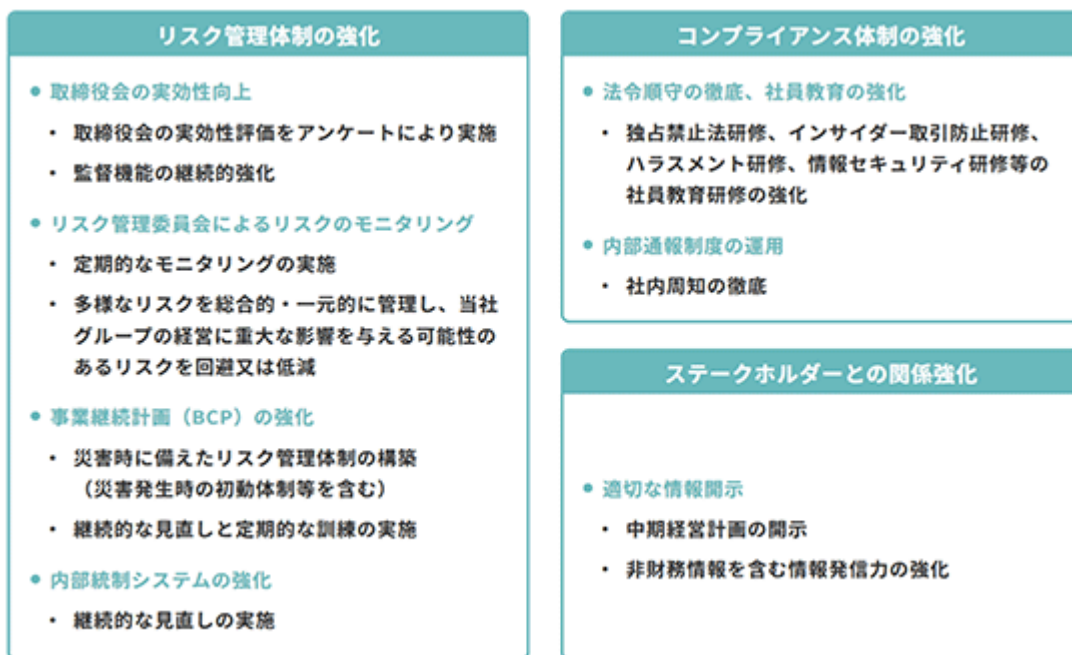 リスク管理体制の強化
● 取締役会の実効性向上
・ 取締役会の実効性評価をアンケートにより実施
・ 監督機能の継続的強化
● リスク管理委員会によるリスクのモニタリング
・ 定期的なモニタリングの実施
・ 多様なリスクを総合的・一元的に管理し、当社
グループの経営に重大な影響を与える可能性の
あるリスクを回避又は低減
● 事業継続計画（BCP）の強化
・ 災害時に備えたリスク管理体制の構築
（災害発生時の初動体制等を含む）
・ 継続的な見直しと定期的な訓練の実施
● 内部統制システムの強化
・ 継続的な見直しの実施
コンプライアンス体制の強化
● 法令順守の徹底、社員教育の強化
・ 独占禁止法研修、インサイダー取引防止研修、
ハラスメント研修、情報セキュリティ研修等の
社員教育研修の強化
● 内部通報制度の運用
・ 社内周知の徹底
ステークホルダーとの関係強化
● 適切な情報開示
・ 中期経営計画の開示
・ 非財務情報を含む情報発信力の強化